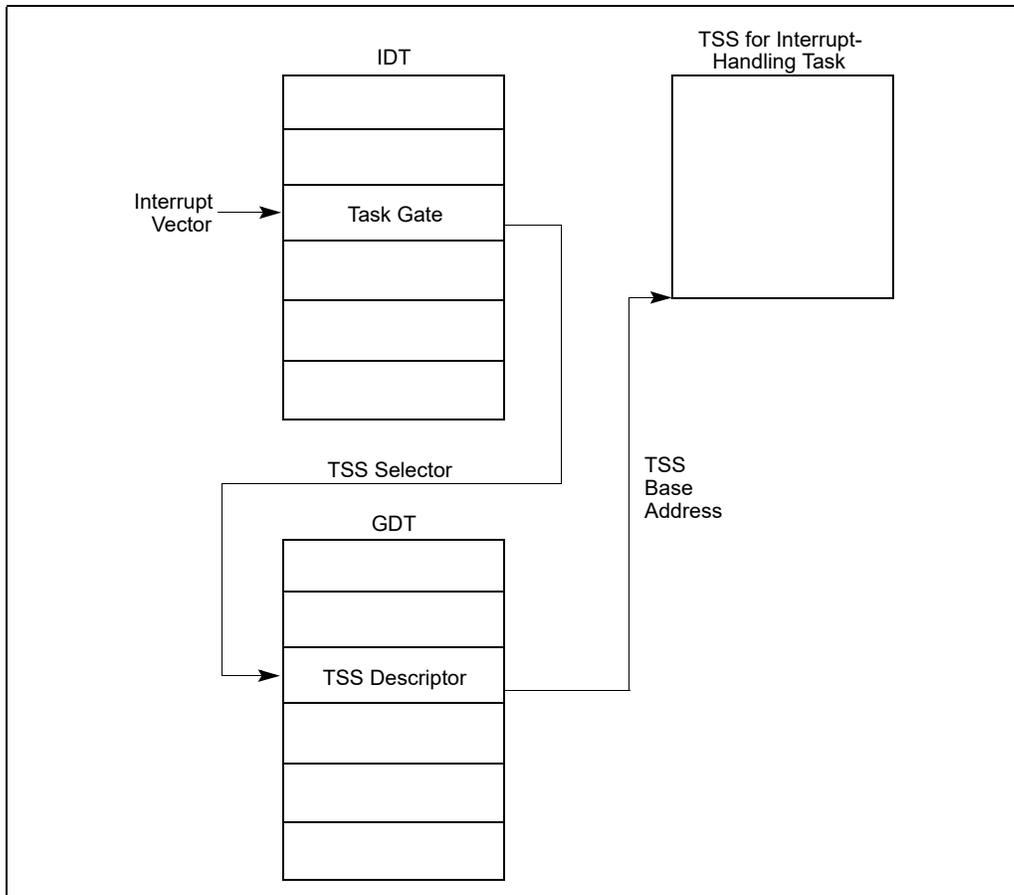 IDT
TSS for Interrupt-
Handling Task
Interrupt
Vector
Task Gate
TSS Selector
TSS
Base
Address
GDT
TSS Descriptor